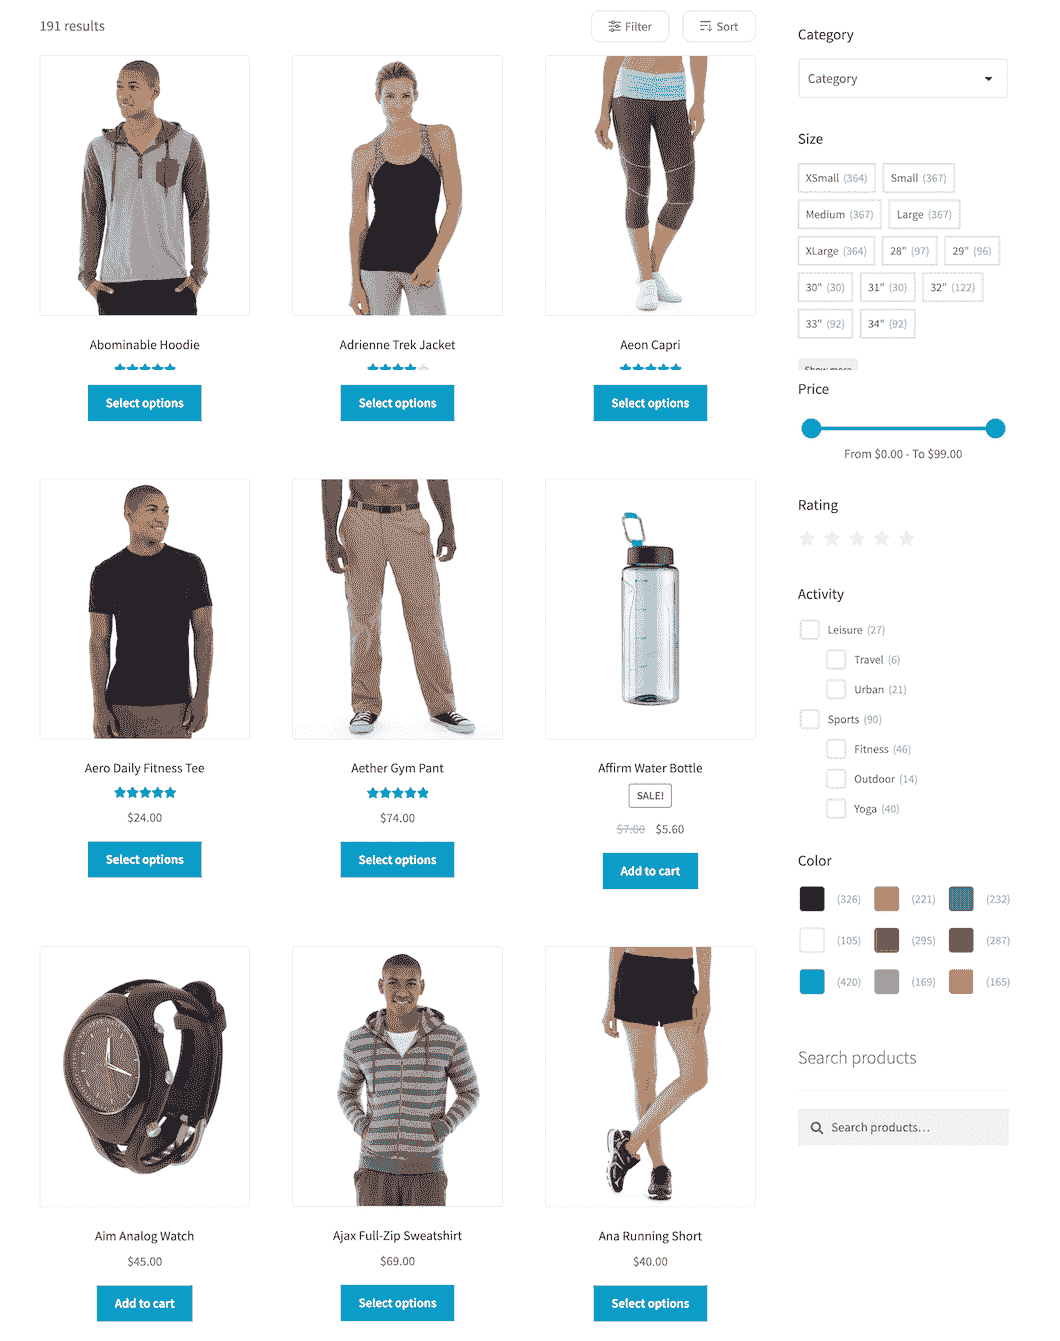 191 results
Filter
Sort
Abominable Hoodie
Select options
Adrienne Trek Jacket
Select options
Aeon Capri
Select options
Aero Daily Fitness Tee
$24.00
Select options
Aether Gym Pant
$74.00
Select options
Affirm Water Bottle
SALE!
$7.00 $5.60
Add to cart
Aim Analog Watch
$45.00
Add to cart
Ajax Full-Zip Sweatshirt
$69.00
Select options
Ana Running Short
$40.00
Select options
Category
Category
Size
XSmall (364) Small (367)
Medium (367) Large (367)
XLarge (364) 28" (97) 29" (96)
30" (30) 31" (30) 32" (122)
33" (92) 34" (92)
Show more
Price
From $0.00 - To $99.00
Rating
Activity
Leisure (27)
Travel (6)
Urban (21)
Sports (90)
Fitness (46)
Outdoor (14)
Yoga (40)
Color
(326) (221) (232)
(105) (295) (287)
(420) (169) (165)
Search products
Search products...